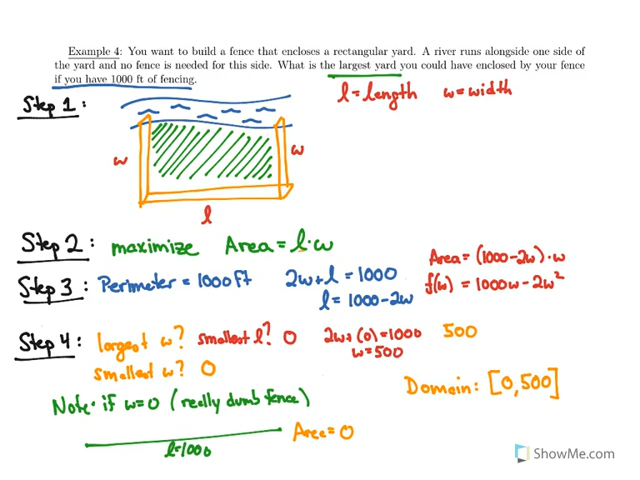 Example 4: You want to build a fence that encloses a rectangular yard. A river runs alongside one side of
the yard and no fence is needed for this side. What is the largest yard you could have enclosed by your fence
if you have 1000 ft of fencing.
Step 1:
l = length w = width
w
w
l
Step 2: maximize Area = l·w
Step 3: Perimeter = 1000 ft 2w + l = 1000
l = 1000 - 2w
Area = (1000 - 2w)·w
f(w) = 1000w - 2w²
Step 4: largest w? smallest l? 0 2w + (0) = 1000 500
w = 500
smallest w? 0
Domain: [0, 500]
Note: if w=0 (really dumb fence)
l=1000
Area = 0
ShowMe.com